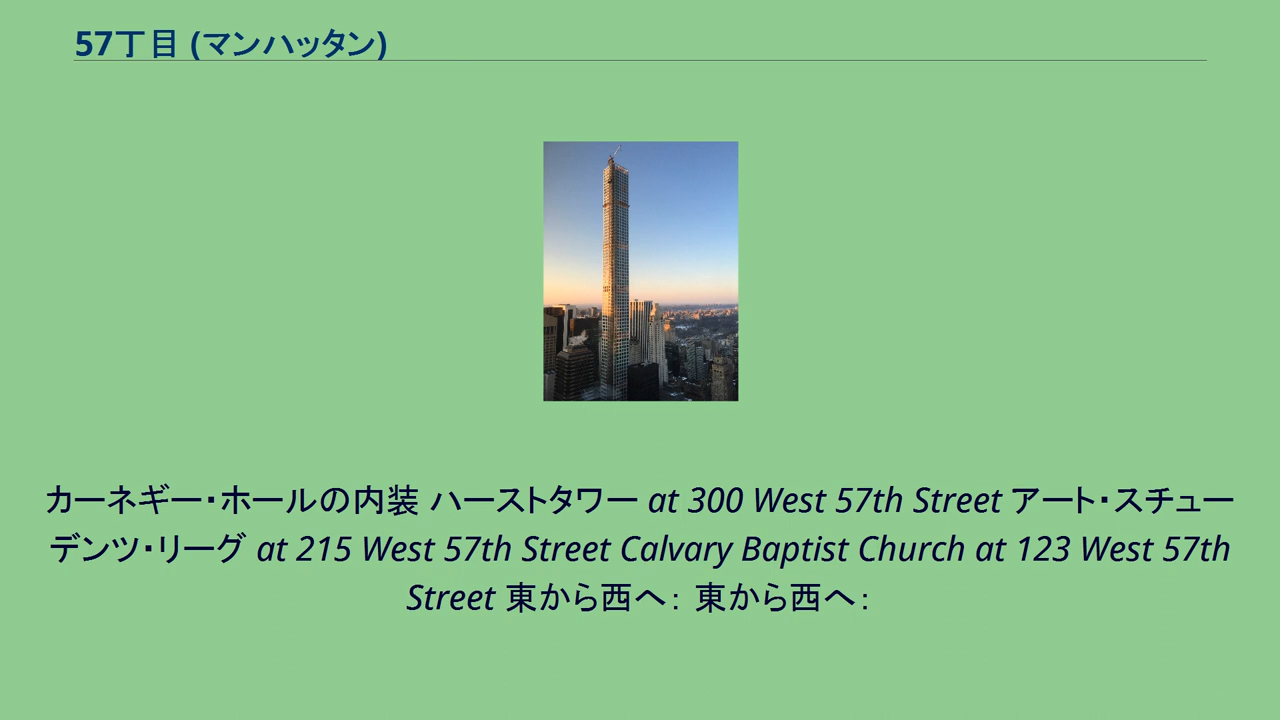 57丁目 (マンハッタン)
カーネギー・ホールの内装 ハーストタワー at 300 West 57th Street アート・スチュー
デンツ・リーグ at 215 West 57th Street Calvary Baptist Church at 123 West 57th
Street 東から西へ： 東から西へ：